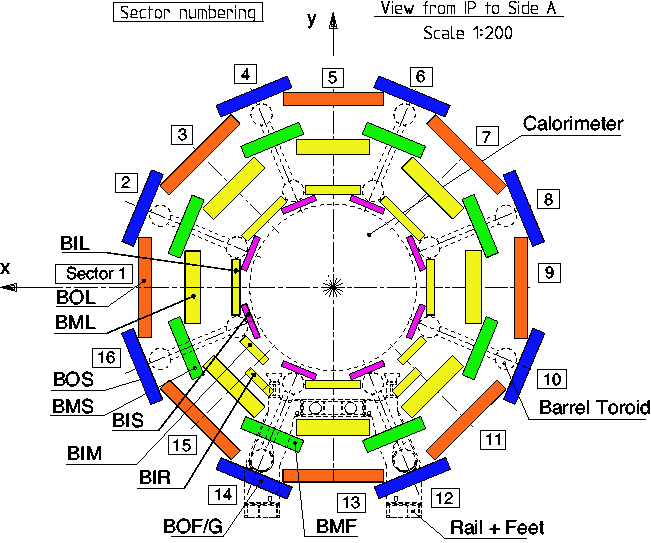 Sector numbering
View from IP to Side A
Scale 1:200
y
5
4
6
3
7
Calorimeter
2
8
BIL
x
Sector 1
9
BOL
BML
16
BOS
10
BMS
BIS
Barrel Toroid
BIM
15
11
BIR
14
13
12
BOF/G
BMF
Rail + Feet